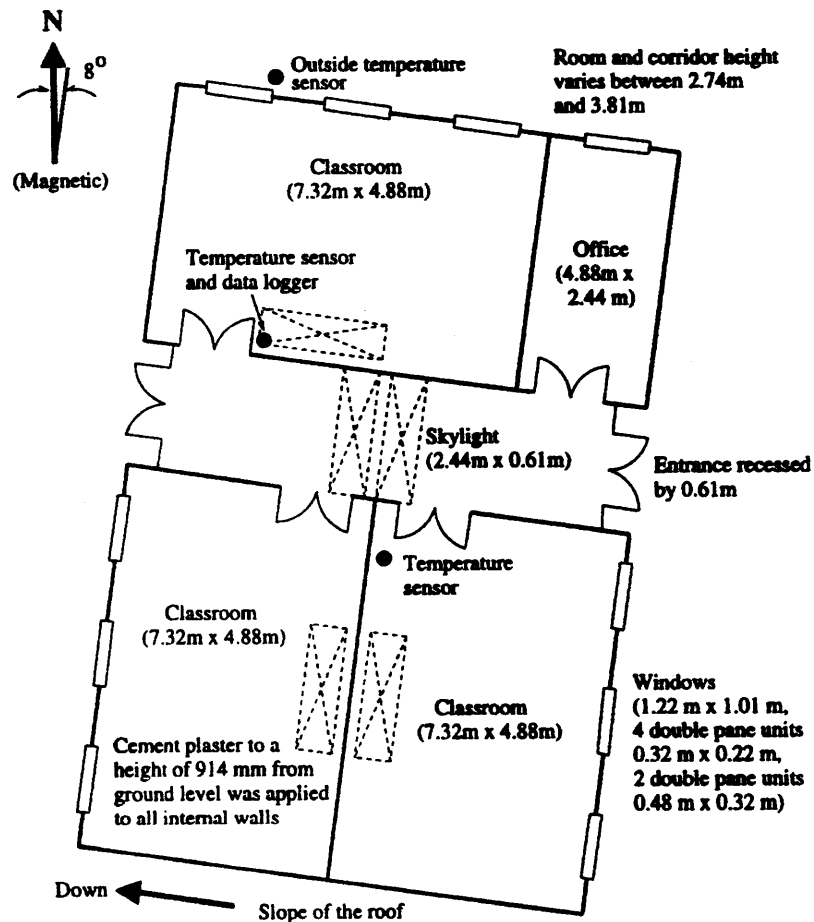 N
8°
(Magnetic)
Outside temperature
sensor
Room and corridor height
varies between 2.74m
and 3.81m
Classroom
(7.32m x 4.88m)
Temperature sensor
and data logger
Office
(4.88m x
2.44 m)
Skylight
(2.44m x 0.61m)
Entrance recessed
by 0.61m
Temperature
sensor
Classroom
(7.32m x 4.88m)
Classroom
(7.32m x 4.88m)
Windows
(1.22 m x 1.01 m,
4 double pane units
0.32 m x 0.22 m,
2 double pane units
0.48 m x 0.32 m)
Cement plaster to a
height of 914 mm from
ground level was applied
to all internal walls
Down
Slope of the roof